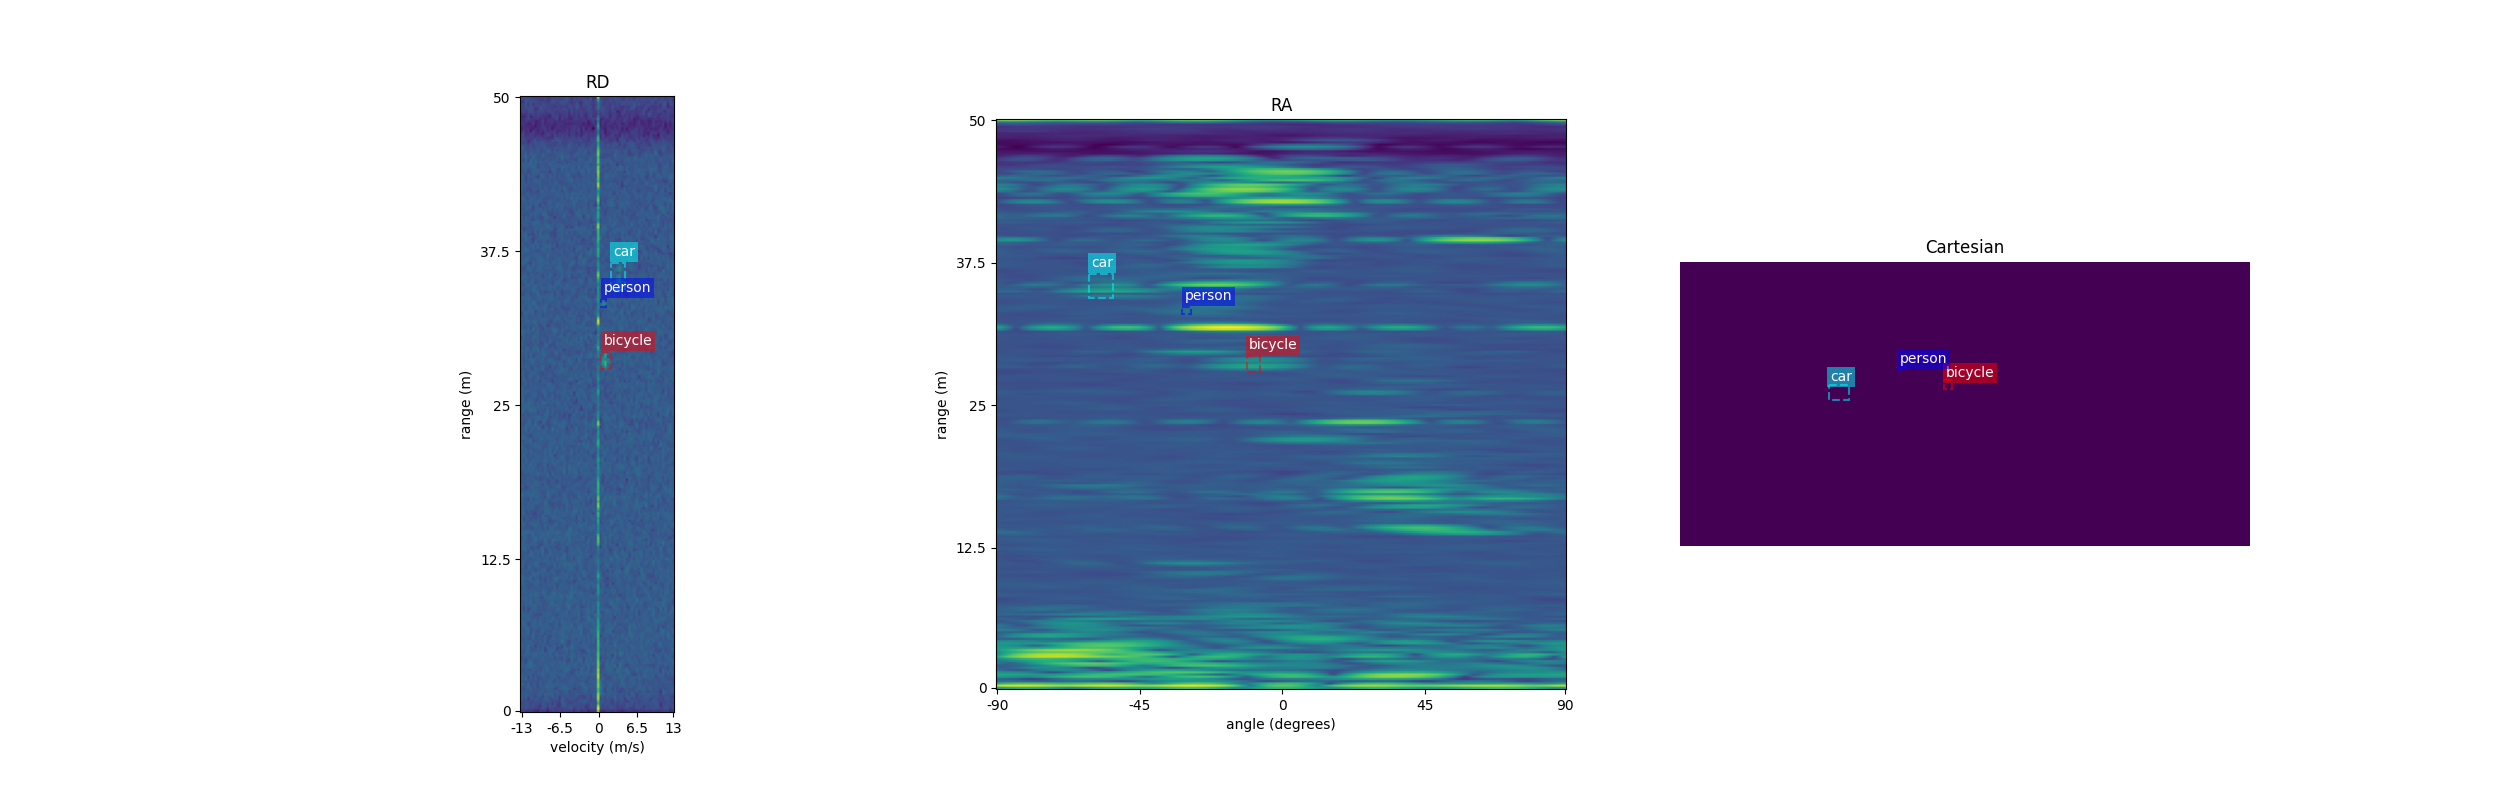 RD
50
37.5
25
12.5
0
range (m)
-13
-6.5
0
6.5
13
velocity (m/s)
car
person
bicycle
RA
50
37.5
25
12.5
0
range (m)
-90
-45
0
45
90
angle (degrees)
car
person
bicycle
Cartesian
person
bicycle
car